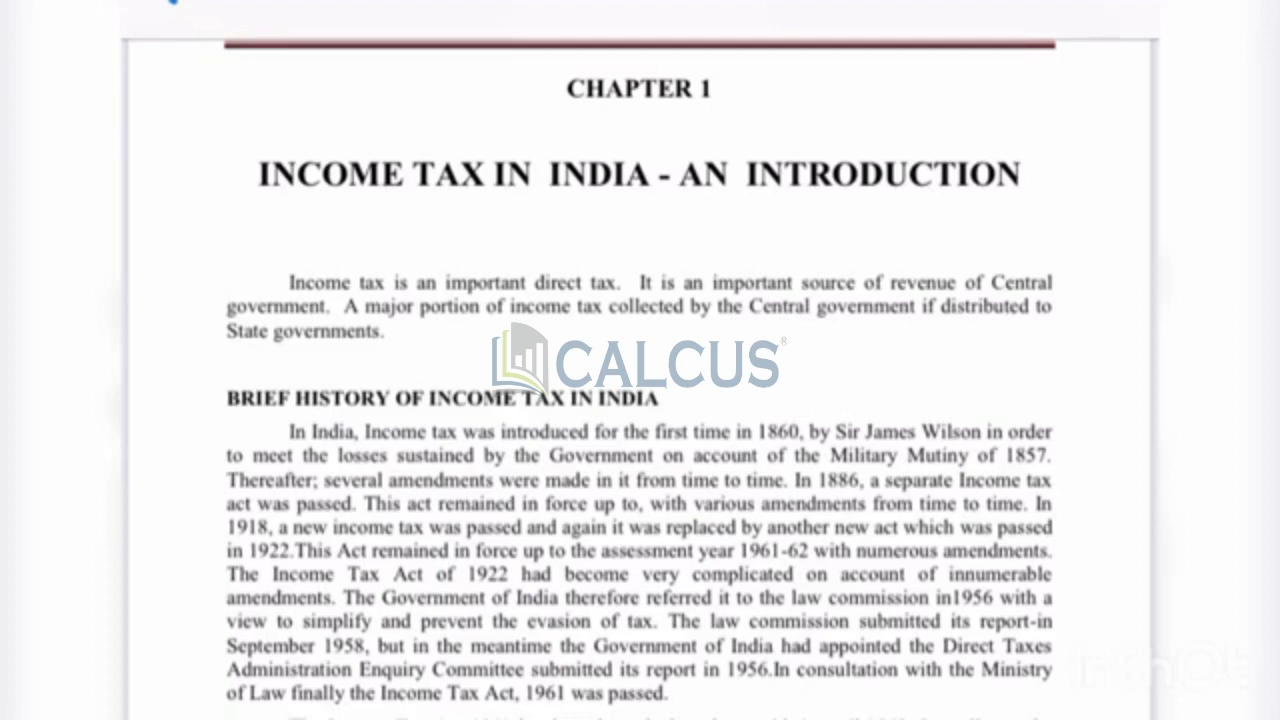 CHAPTER 1
INCOME TAX IN INDIA - AN INTRODUCTION
Income tax is an important direct tax. It is an important source of revenue of Central
government. A major portion of income tax collected by the Central government if distributed to
State governments.
CALCUS®
BRIEF HISTORY OF INCOME TAX IN INDIA
In India, Income tax was introduced for the first time in 1860, by Sir James Wilson in order
to meet the losses sustained by the Government on account of the Military Mutiny of 1857.
Thereafter; several amendments were made in it from time to time. In 1886, a separate Income tax
act was passed. This act remained in force up to, with various amendments from time to time. In
1918, a new income tax was passed and again it was replaced by another new act which was passed
in 1922.This Act remained in force up to the assessment year 1961-62 with numerous amendments.
The Income Tax Act of 1922 had become very complicated on account of innumerable
amendments. The Government of India therefore referred it to the law commission in1956 with a
view to simplify and prevent the evasion of tax. The law commission submitted its report-in
September 1958, but in the meantime the Government of India had appointed the Direct Taxes
Administration Enquiry Committee submitted its report in 1956.In consultation with the Ministry
of Law finally the Income Tax Act, 1961 was passed.